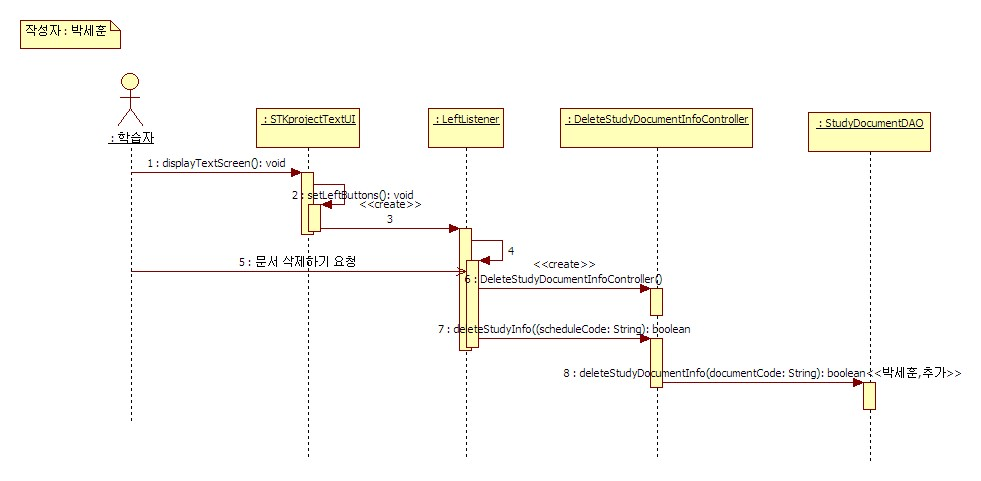 작성자 : 박세훈
: 학습자
: STKprojectTextUI
: LeftListener
: DeleteStudyDocumentInfoController
: StudyDocumentDAO
1 : displayTextScreen(): void
2 : setLeftButtons(): void
<<create>>
3
4
5 : 문서 삭제하기 요청
<<create>>
6 : DeleteStudyDocumentInfoController()
7 : deleteStudyInfo((scheduleCode: String): boolean
8 : deleteStudyDocumentInfo(documentCode: String): boolean<<박세훈,추가>>